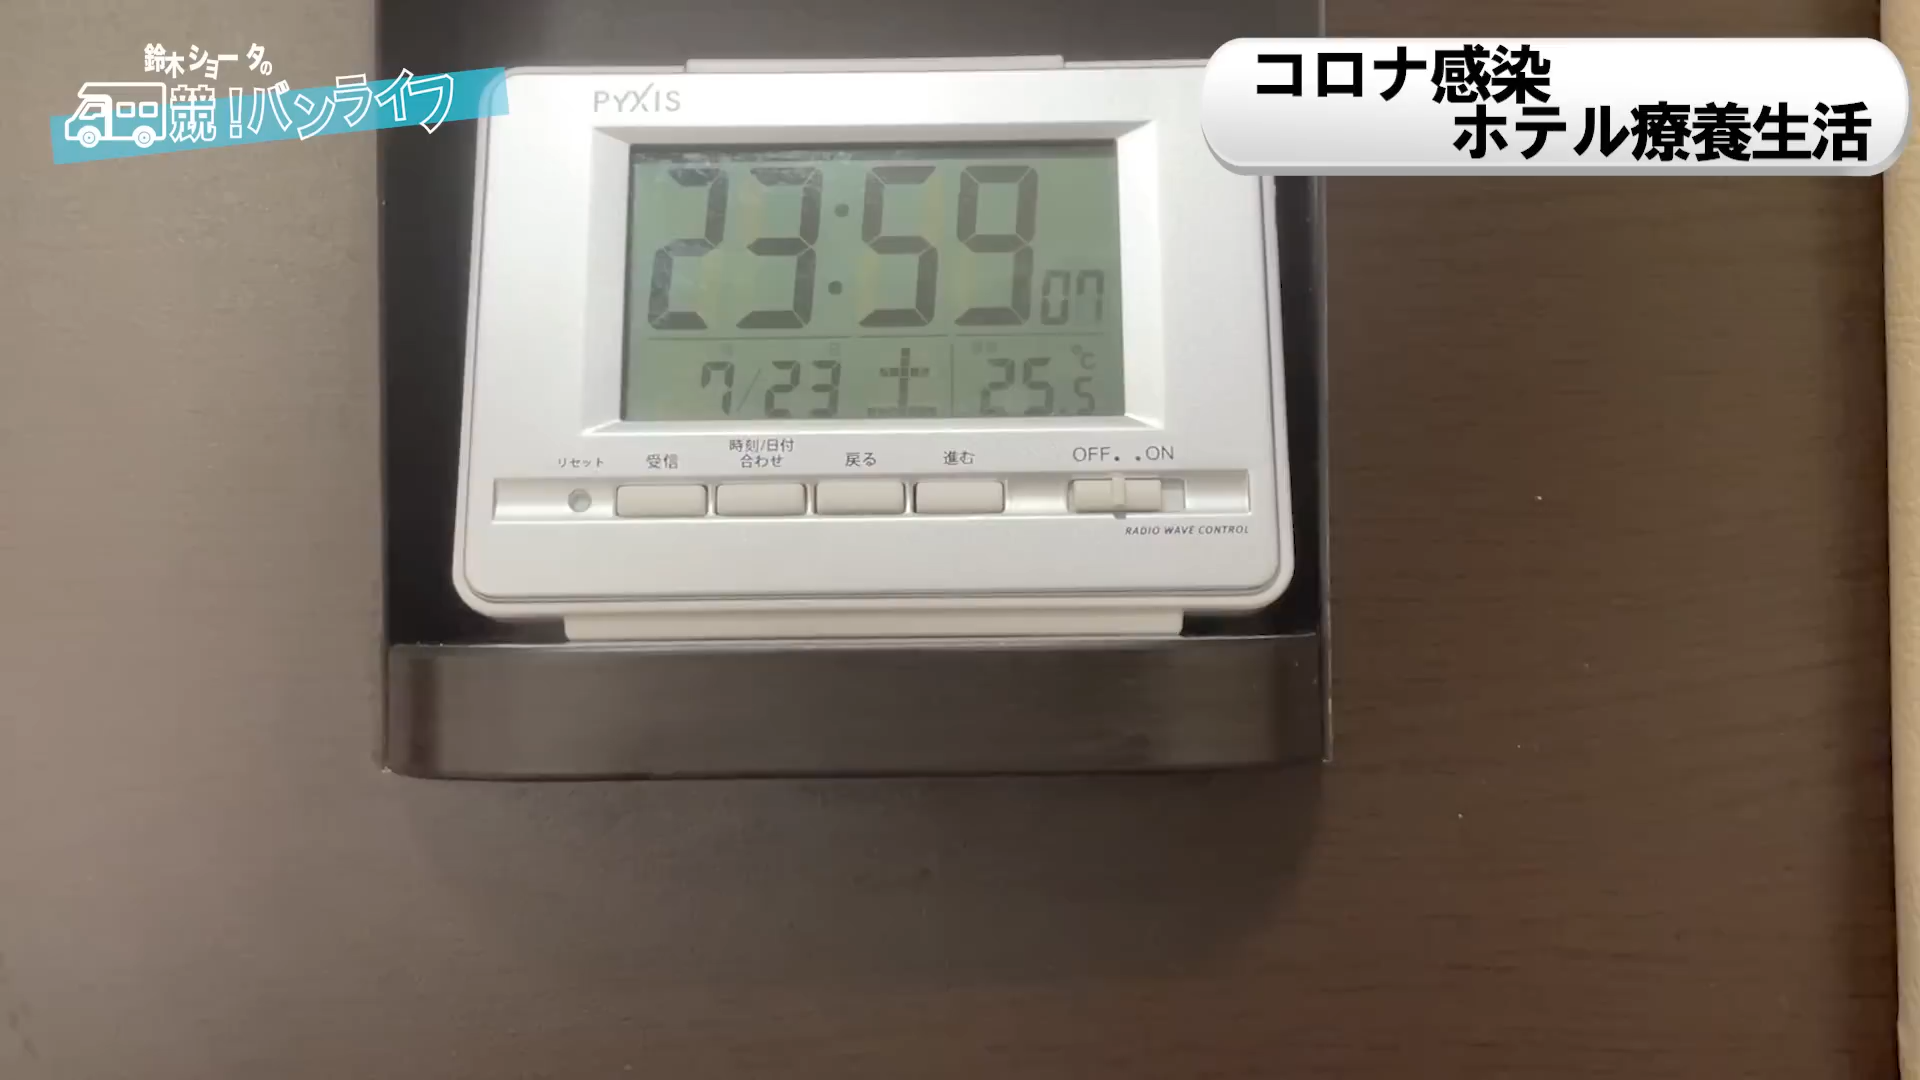 鈴木ショータの
競!バンライフ
コロナ感染
ホテル療養生活
PYXIS
23:59 07
7/23 土 25.5℃
リセット 受信 時刻/日付合わせ 戻る 進む OFF ON
RADIO WAVE CONTROL